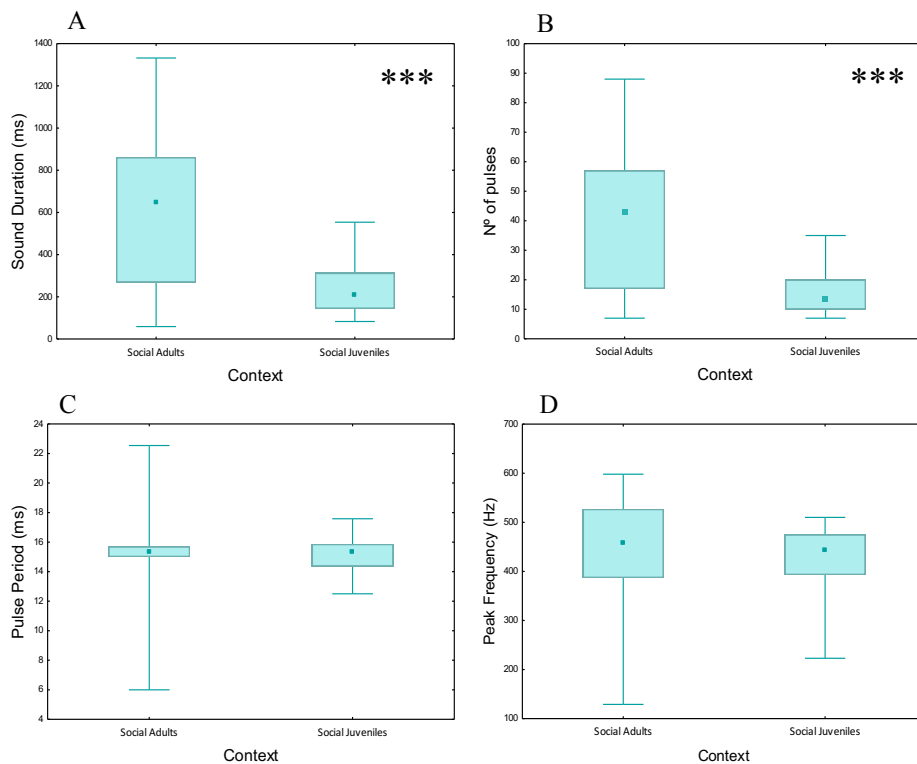 A
Sound Duration (ms)
1400
1200
1000
800
600
400
200
0
***
Social Adults
Social Juveniles
Context
B
Nº of pulses
100
90
80
70
60
50
40
30
20
10
0
***
Social Adults
Social Juveniles
Context
C
Pulse Period (ms)
24
22
20
18
16
14
12
10
8
6
4
Social Adults
Social Juveniles
Context
D
Peak Frequency (Hz)
700
600
500
400
300
200
100
Social Adults
Social Juveniles
Context